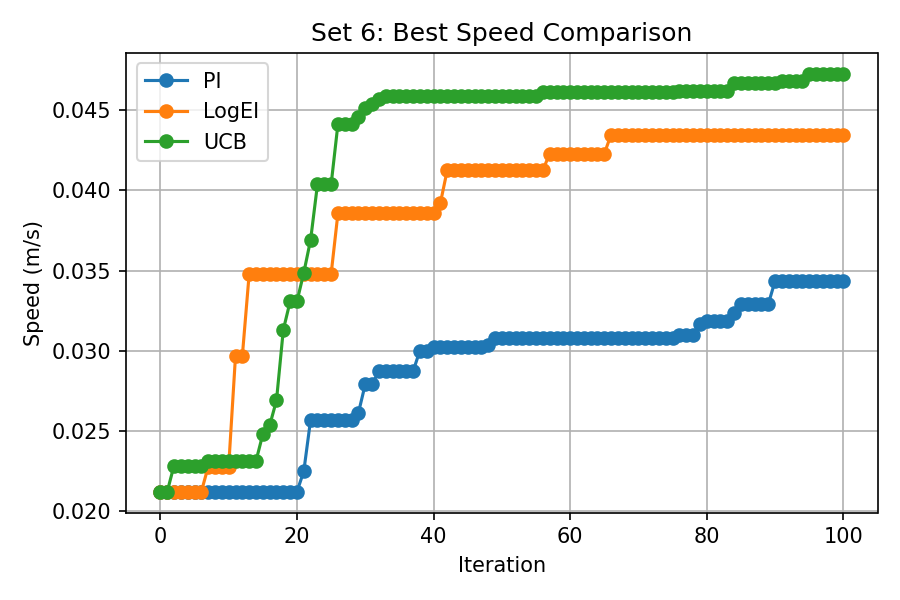 Set 6: Best Speed Comparison
PI
LogEI
UCB
Speed (m/s)
0.045
0.040
0.035
0.030
0.025
0.020
0 20 40 60 80 100
Iteration